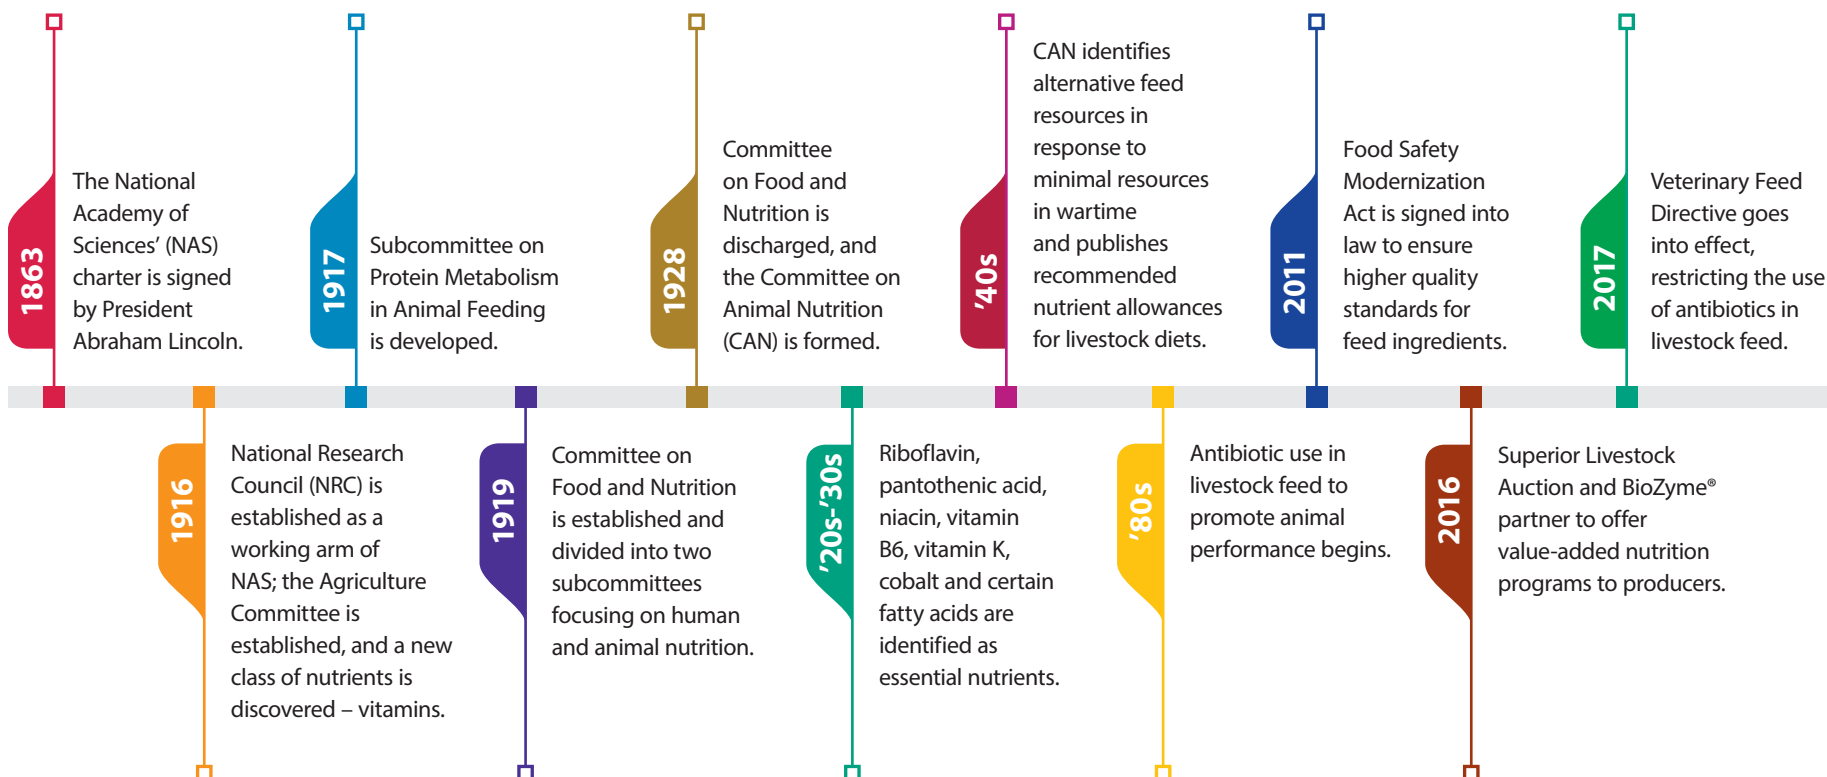 1863
The National
Academy of
Sciences’ (NAS)
charter is signed
by President
Abraham Lincoln.
1916
National Research
Council (NRC) is
established as a
working arm of
NAS; the Agriculture
Committee is
established, and a new
class of nutrients is
discovered – vitamins.
1917
Subcommittee on
Protein Metabolism
in Animal Feeding
is developed.
1919
Committee on
Food and Nutrition
is established and
divided into two
subcommittees
focusing on human
and animal nutrition.
1928
Committee
on Food and
Nutrition is
discharged, and
the Committee on
Animal Nutrition
(CAN) is formed.
’20s-’30s
Riboflavin,
pantothenic acid,
niacin, vitamin
B6, vitamin K,
cobalt and certain
fatty acids are
identified as
essential nutrients.
’40s
CAN identifies
alternative feed
resources in
response to
minimal resources
in wartime
and publishes
recommended
nutrient allowances
for livestock diets.
’80s
Antibiotic use in
livestock feed to
promote animal
performance begins.
2011
Food Safety
Modernization
Act is signed into
law to ensure
higher quality
standards for
feed ingredients.
2016
Superior Livestock
Auction and BioZyme®
partner to offer
value-added nutrition
programs to producers.
2017
Veterinary Feed
Directive goes
into effect,
restricting the use
of antibiotics in
livestock feed.